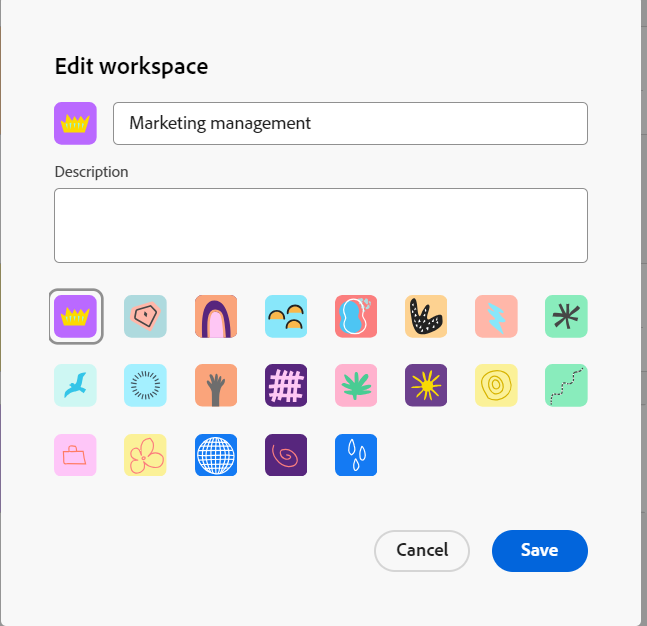 Edit workspace
Marketing management
Description
Cancel
Save